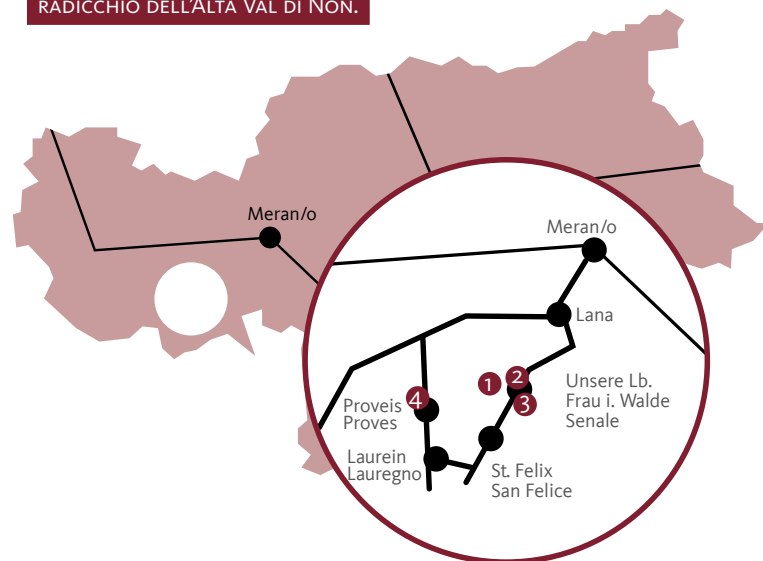 RADICCHIO DELL'ALTA VAL DI NON.
Meran/o
Meran/o
Lana
1
2
3
Unsere Lb.
Frau i. Walde
Senale
4
Proveis
Proves
Laurein
Lauregno
St. Felix
San Felice